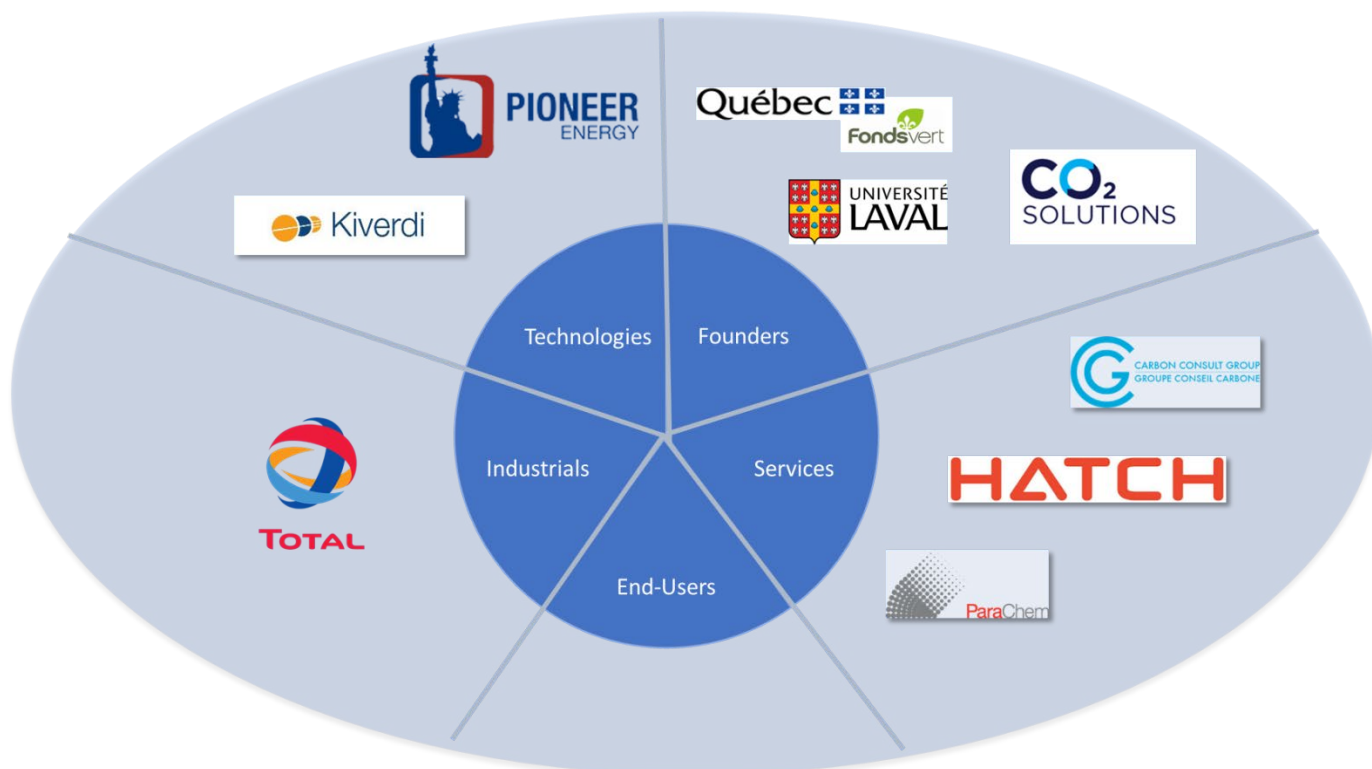 PIONEER
ENERGY
Québec
Fondsvert
CO2
SOLUTIONS
UNIVERSITÉ
LAVAL
Kiverdi
Technologies
Founders
CARBON CONSULT GROUP
GROUPE CONSEIL CARBONE
Industrials
Services
HATCH
TOTAL
End-Users
ParaChem